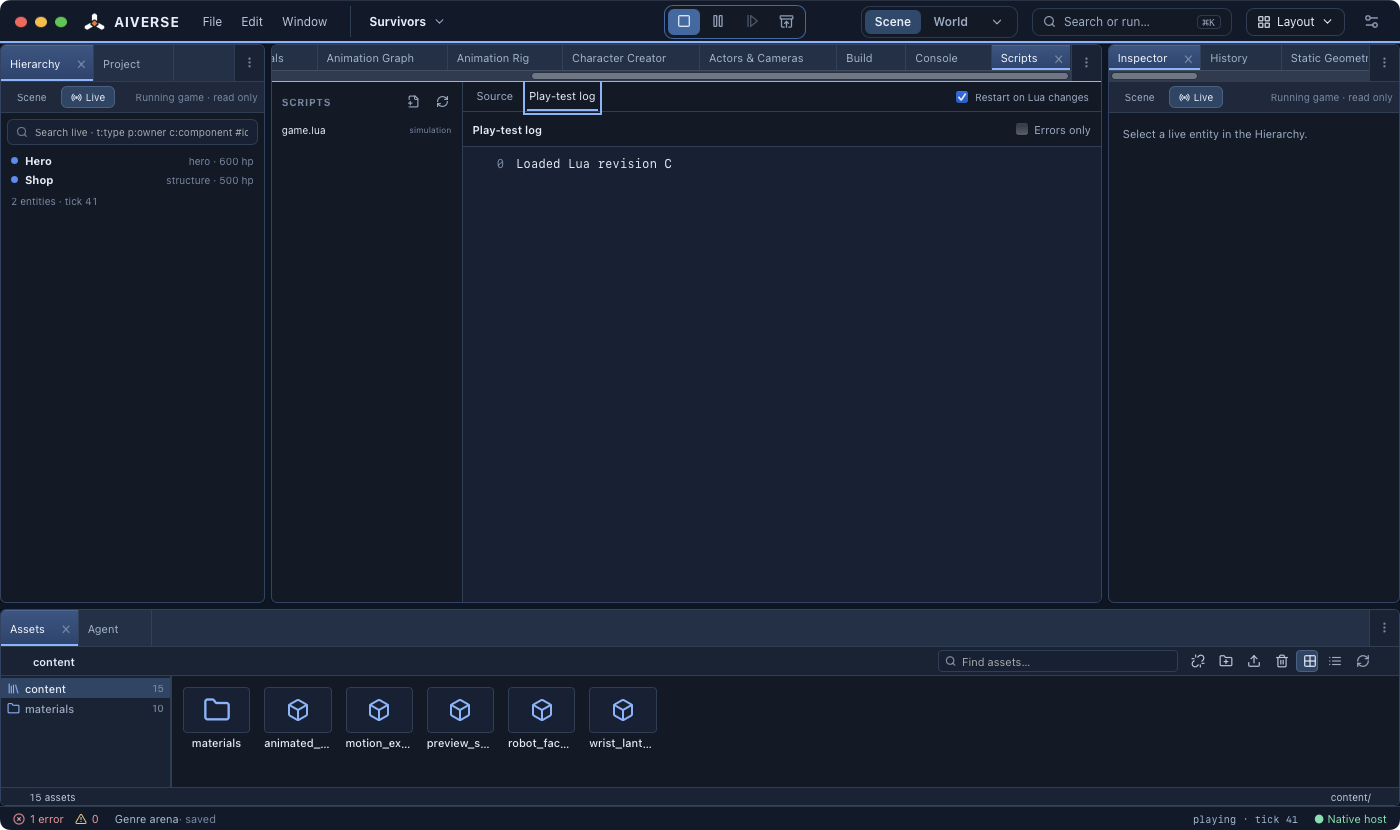 AIVERSE File Edit Window Survivors Scene World Search or run... ⌘K Layout
Hierarchy Project
als Animation Graph Animation Rig Character Creator Actors & Cameras Build Console Scripts
Inspector History Static Geometr
Scene Live Running game · read only
Search live · t:type p:owner c:component #ic
Hero hero · 600 hp
Shop structure · 500 hp
2 entities · tick 41
SCRIPTS
game.lua simulation
Source Play-test log Restart on Lua changes
Play-test log Errors only
0 Loaded Lua revision C
Scene Live Running game · read only
Select a live entity in the Hierarchy.
Assets Agent
content Find assets...
content 15
materials 10
materials animated_... motion_ex... preview_s... robot_fac... wrist_lant...
15 assets content/
1 error 0 Genre arena · saved playing · tick 41 Native host